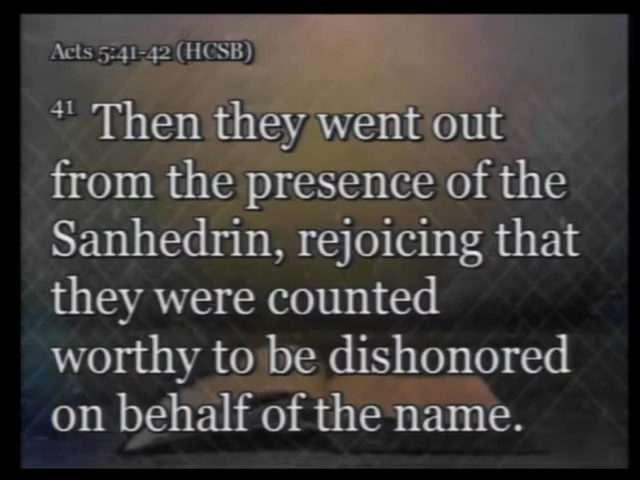 Acts 5:41-42 (HCSB)
41 Then they went out
from the presence of the
Sanhedrin, rejoicing that
they were counted
worthy to be dishonored
on behalf of the name.